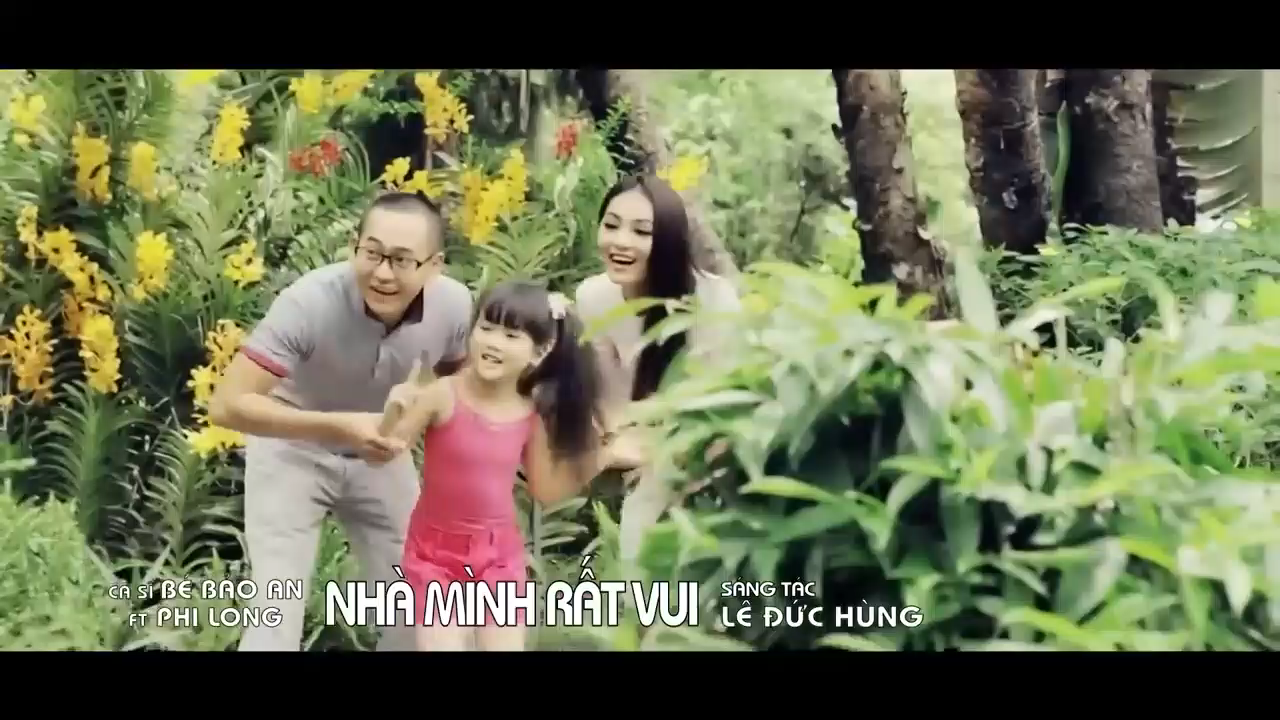 CA SĨ BÉ BẢO AN
FT PHI LONG
NHÀ MÌNH RẤT VUI
SÁNG TÁC
LÊ ĐỨC HÙNG